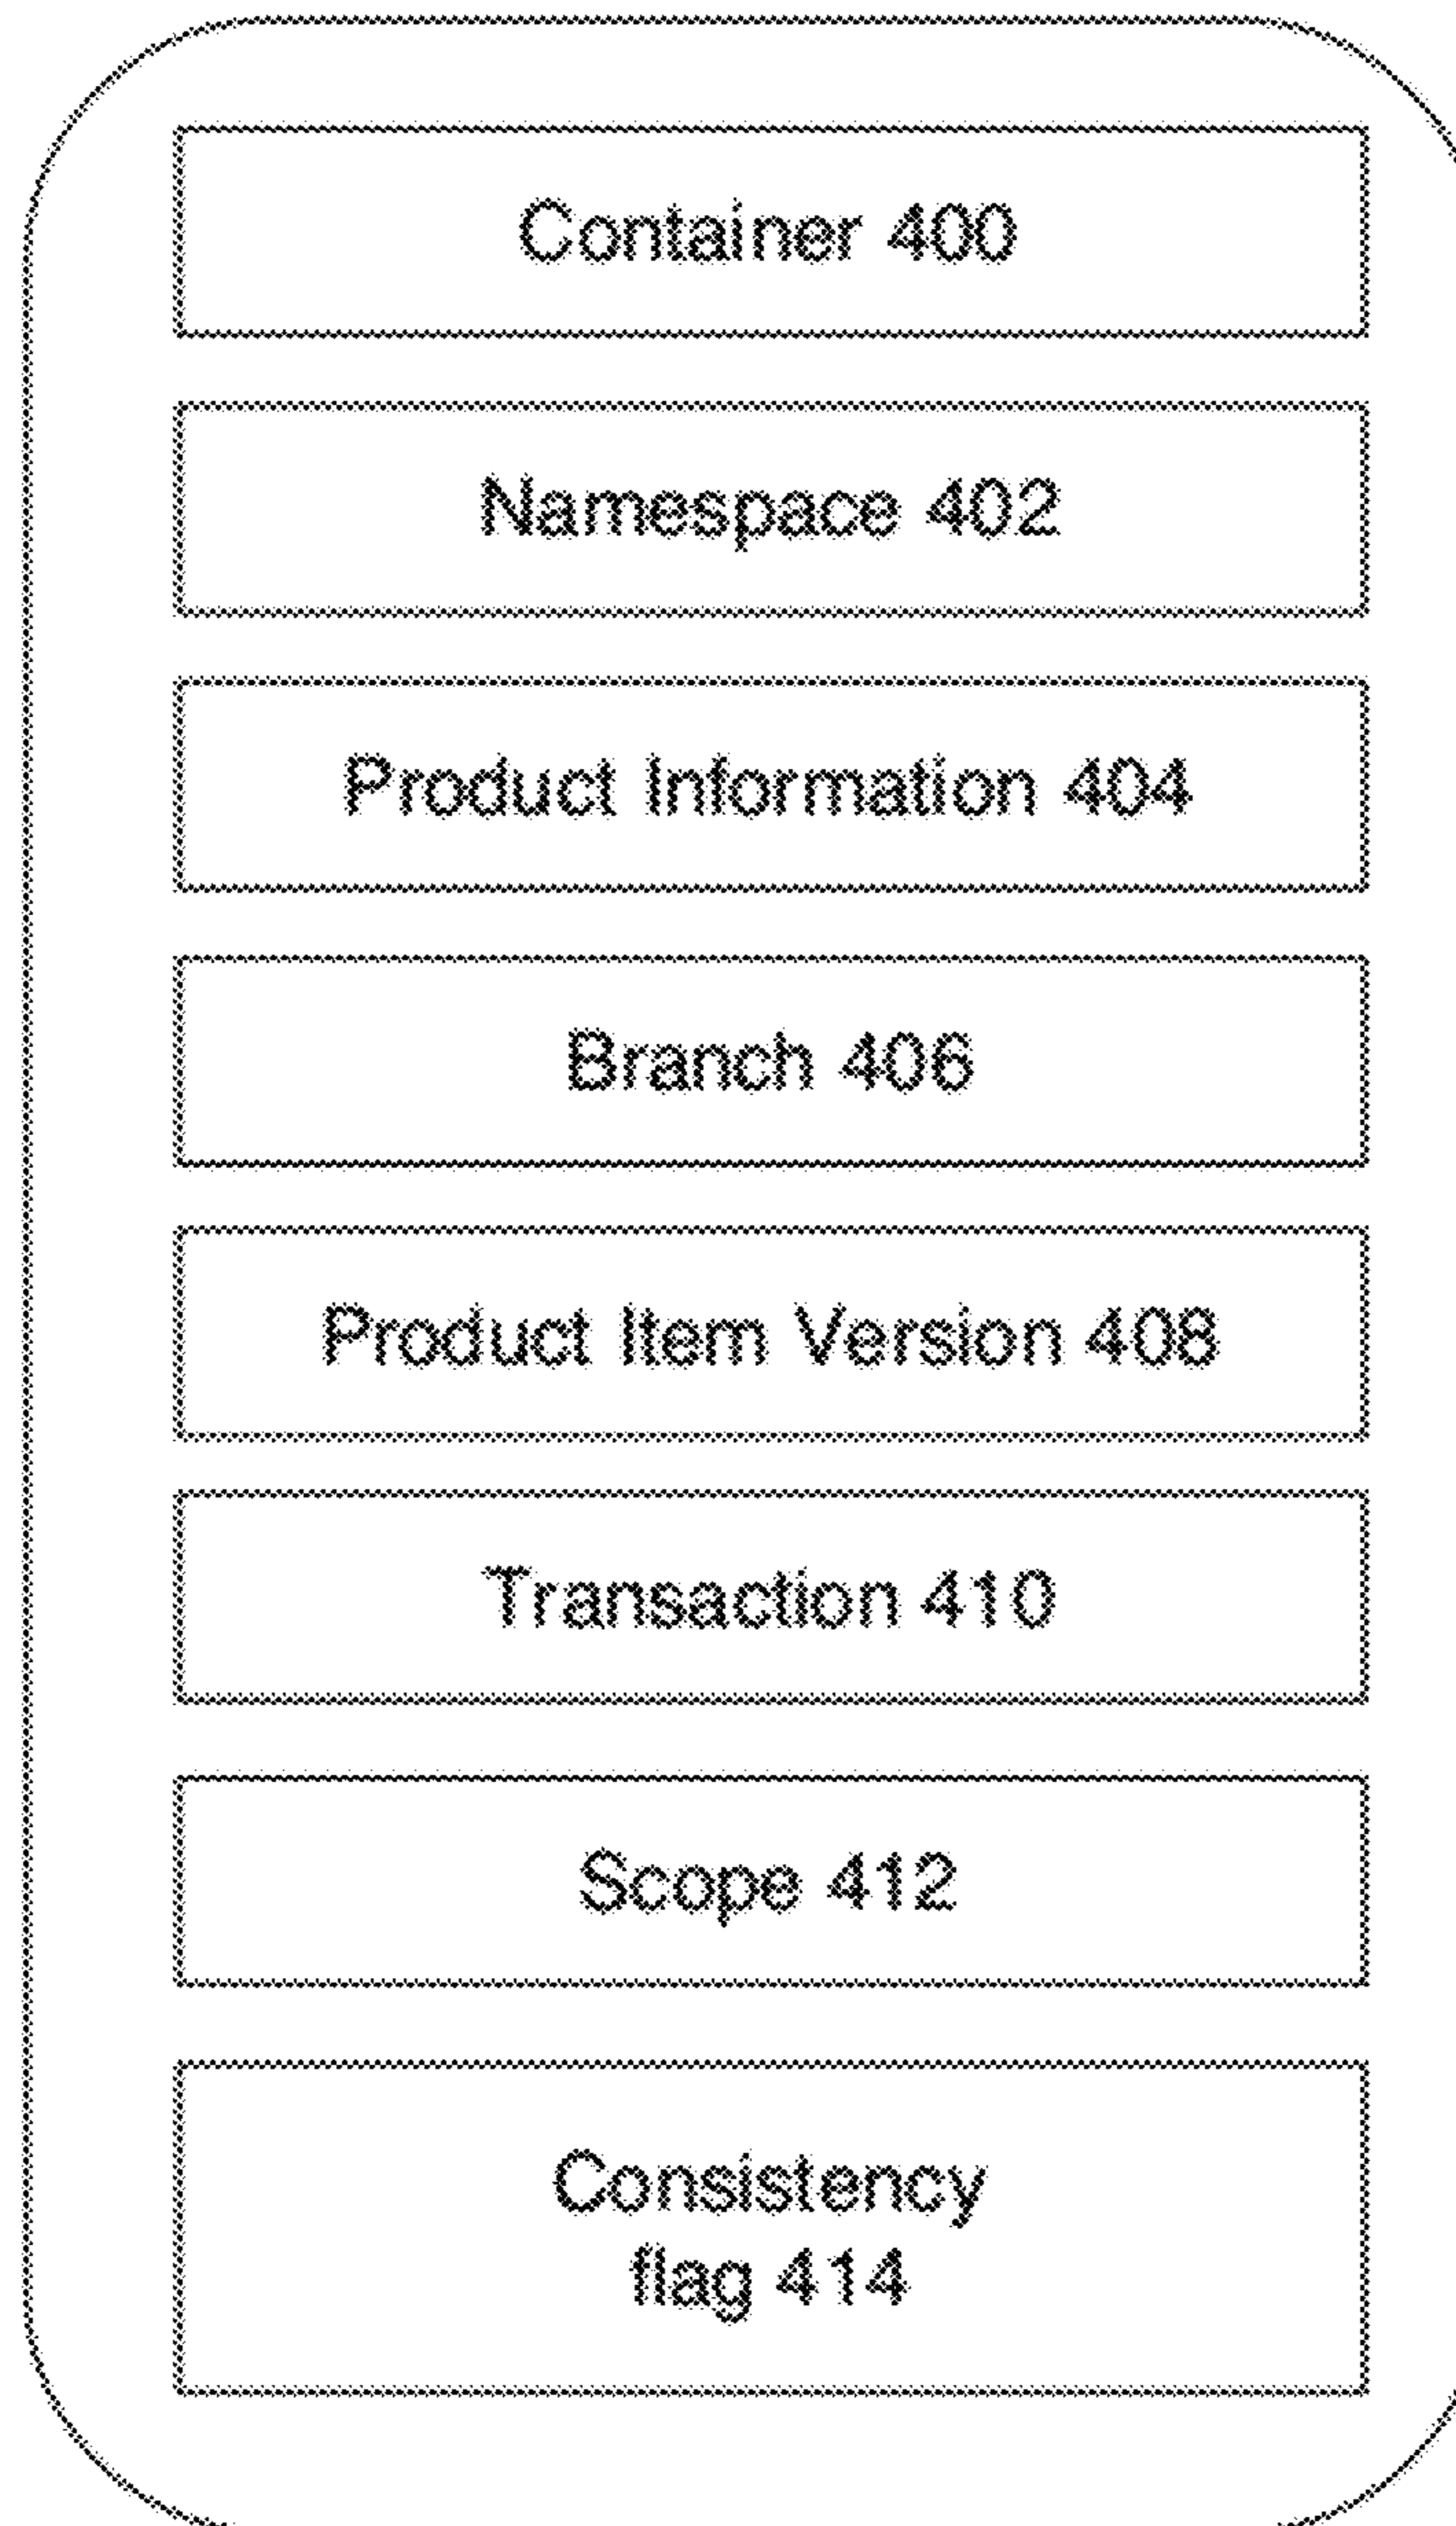 Container 400
Namespace 402
Product Information 404
Branch 406
Product Item Version 408
Transaction 410
Scope 412
Consistency
flag 414